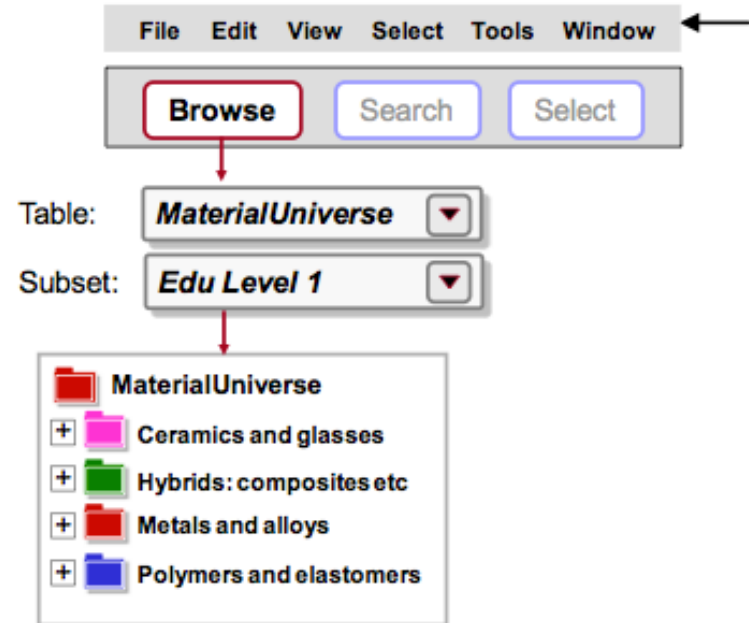 File Edit View Select Tools Window
Browse Search Select
Table: MaterialUniverse
Subset: Edu Level 1
MaterialUniverse
+ Ceramics and glasses
+ Hybrids: composites etc
+ Metals and alloys
+ Polymers and elastomers